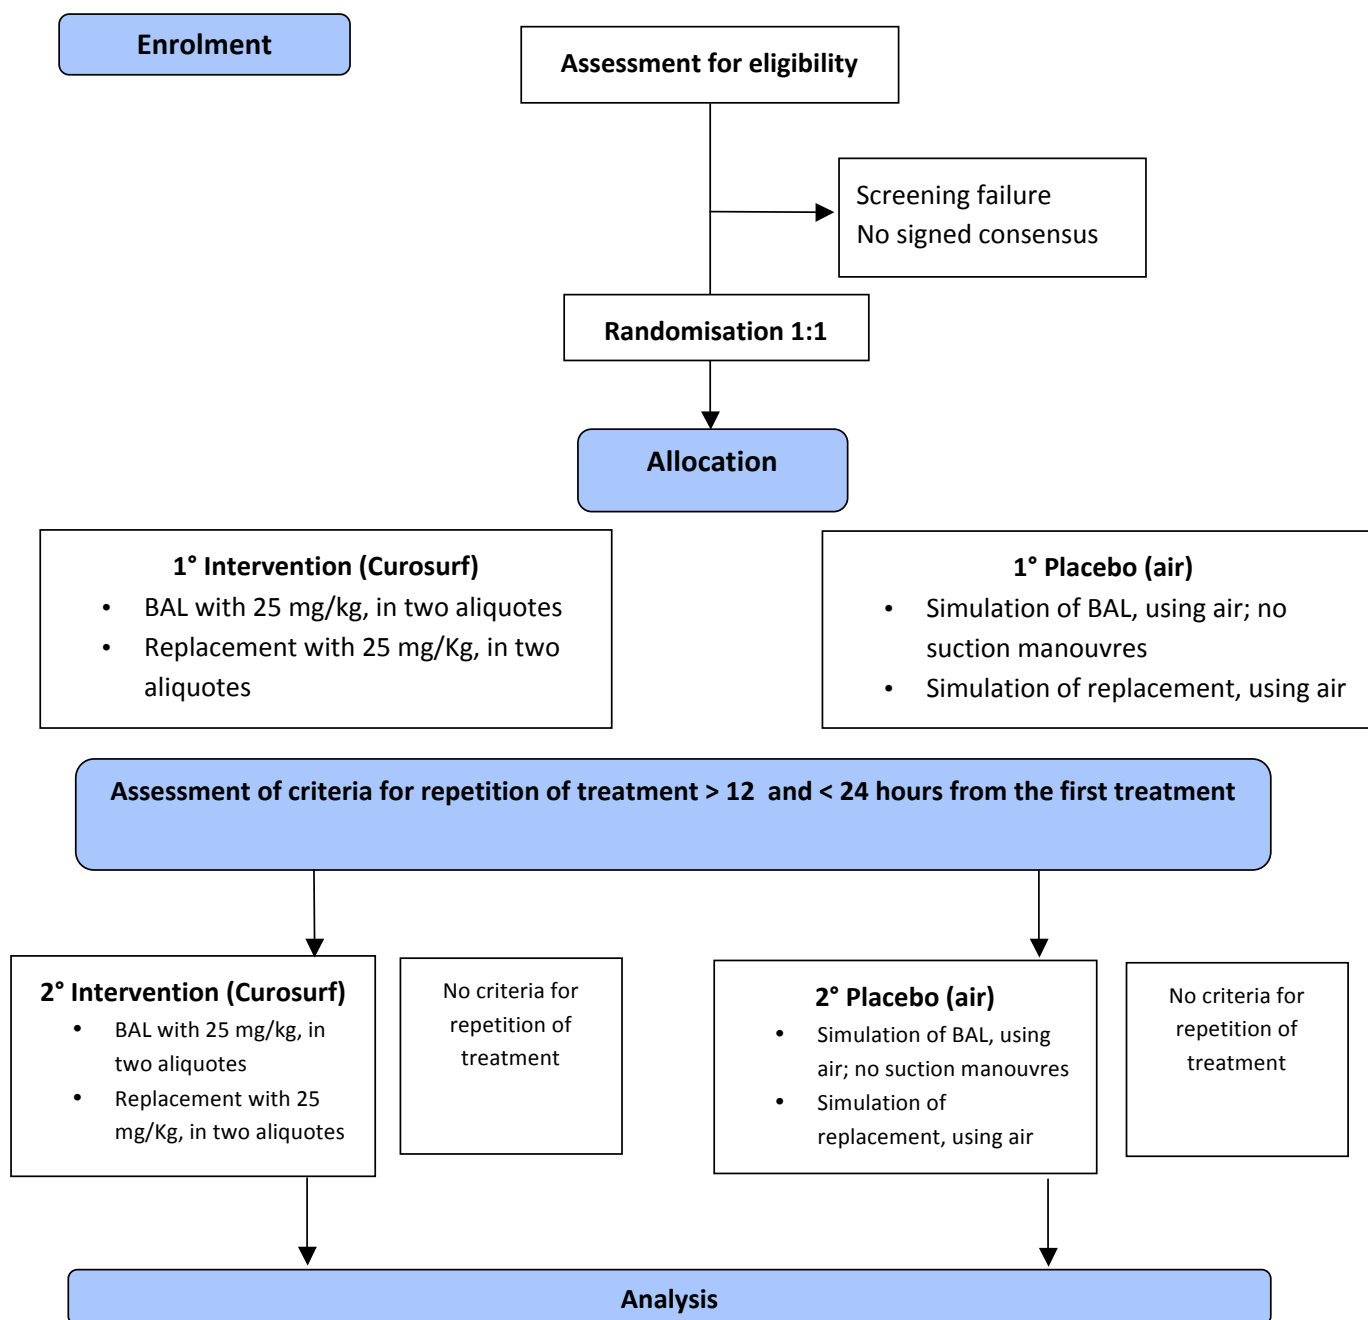 Enrolment
Assessment for eligibility
Screening failure
No signed consensus
Randomisation 1:1
Allocation
1° Intervention (Curosurf)
• BAL with 25 mg/kg, in two aliquotes
• Replacement with 25 mg/Kg, in two
aliquotes
1° Placebo (air)
• Simulation of BAL, using air; no
suction manouvres
• Simulation of replacement, using air
Assessment of criteria for repetition of treatment > 12 and < 24 hours from the first treatment
2° Intervention (Curosurf)
• BAL with 25 mg/kg, in
two aliquotes
• Replacement with 25
mg/Kg, in two aliquotes
No criteria for
repetition of
treatment
2° Placebo (air)
• Simulation of BAL, using
air; no suction manouvres
• Simulation of
replacement, using air
No criteria for
repetition of
treatment
Analysis